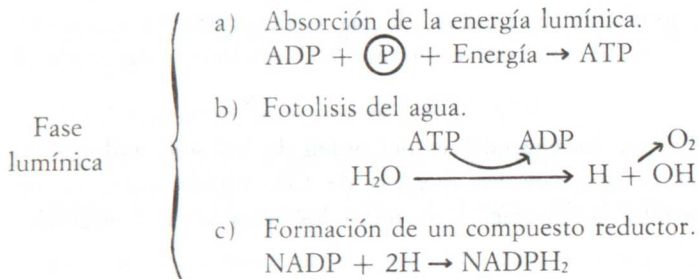 a) Absorción de la energía lumínica.
ADP + P + Energía → ATP
b) Fotolisis del agua.
Fase
lumínica
ATP ADP O₂
H₂O → H + OH
c) Formación de un compuesto reductor.
NADP + 2H → NADPH₂